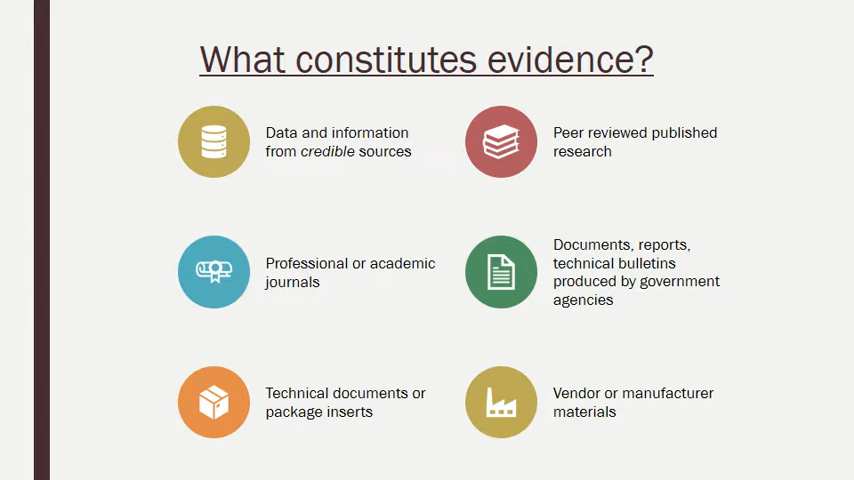 What constitutes evidence?
Data and information
from credible sources
Peer reviewed published
research
Professional or academic
journals
Documents, reports,
technical bulletins
produced by government
agencies
Technical documents or
package inserts
Vendor or manufacturer
materials